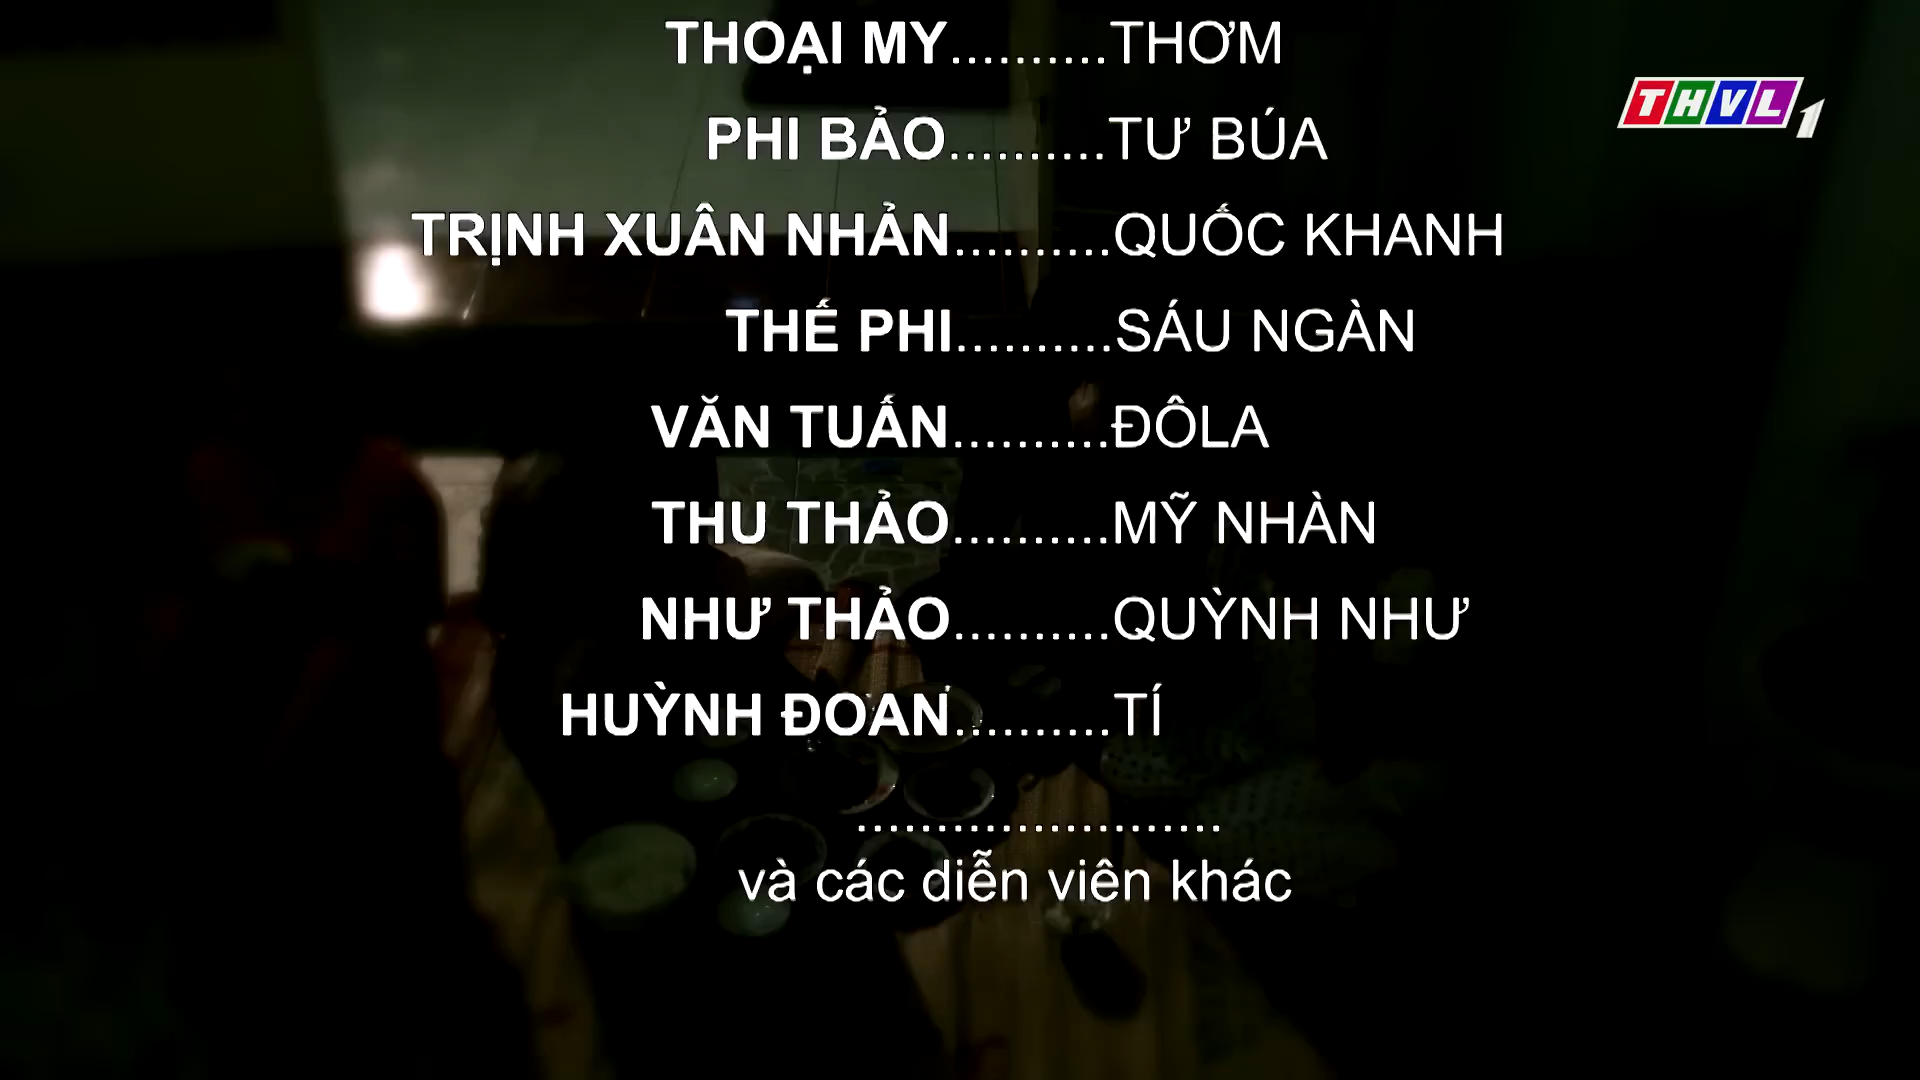 THOẠI MY..........THƠM
THVL1
PHI BẢO..........TƯ BÚA
TRỊNH XUÂN NHẢN..........QUỐC KHANH
THẾ PHI..........SÁU NGÀN
VĂN TUẤN..........ĐÔLA
THU THẢO..........MỸ NHÀN
NHƯ THẢO..........QUỲNH NHƯ
HUỲNH ĐOAN..........TÍ
.......................
và các diễn viên khác